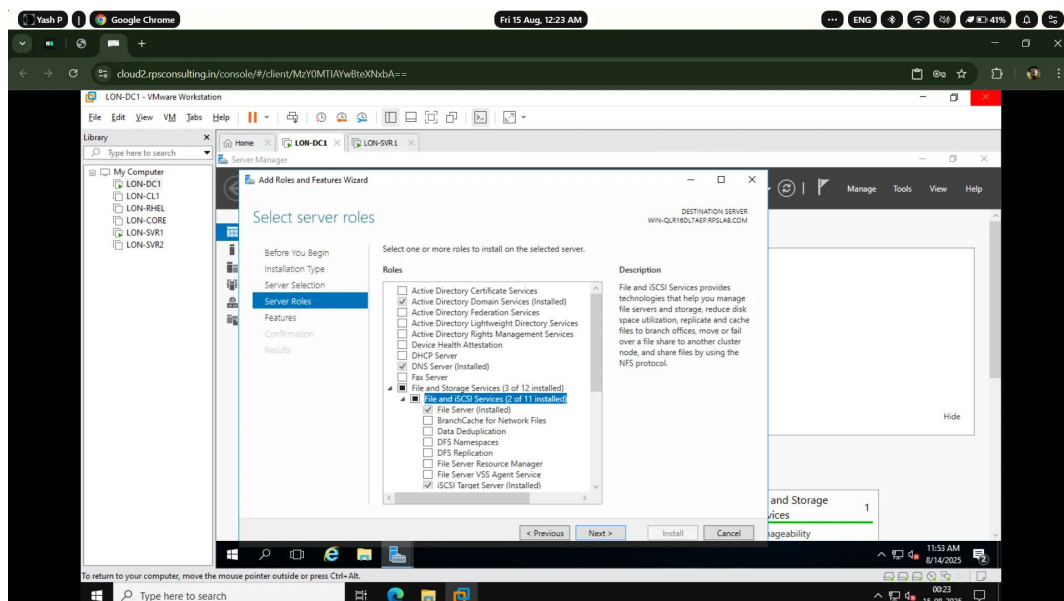 Yash P
Google Chrome
Fri 15 Aug, 12:23 AM
ENG
41%
cloud2.rpsconsulting.in/console/#/client/MzY0MTIAYwBteXNxbA==
LON-DC1 - VMware Workstation
File Edit View VM Tabs Help
Library
Type here to search
My Computer
LON-DC1
LON-CL1
LON-RHEL
LON-CORE
LON-SVR1
LON-SVR2
Home LON-DC1 LON-SVR1
Server Manager
Manage Tools View Help
Add Roles and Features Wizard
Select server roles
DESTINATION SERVER
WIN-QLR16DL7AEP.RPSLAB.COM
Before You Begin
Installation Type
Server Selection
Server Roles
Features
Confirmation
Results
Select one or more roles to install on the selected server.
Roles
Active Directory Certificate Services
Active Directory Domain Services (Installed)
Active Directory Federation Services
Active Directory Lightweight Directory Services
Active Directory Rights Management Services
Device Health Attestation
DHCP Server
DNS Server (Installed)
Fax Server
File and Storage Services (3 of 12 installed)
File and iSCSI Services (2 of 11 installed)
File Server (Installed)
BranchCache for Network Files
Data Deduplication
DFS Namespaces
DFS Replication
File Server Resource Manager
File Server VSS Agent Service
iSCSI Target Server (Installed)
Description
File and iSCSI Services provides
technologies that help you manage
file servers and storage, reduce disk
space utilization, replicate and cache
files to branch offices, move or fail
over a file share to another cluster
node, and share files by using the
NFS protocol.
Hide
and Storage
vices
1
ageability
< Previous Next > Install Cancel
11:53 AM
8/14/2025
2
To return to your computer, move the mouse pointer outside or press Ctrl+Alt.
Type here to search
00:23
15-08-2025